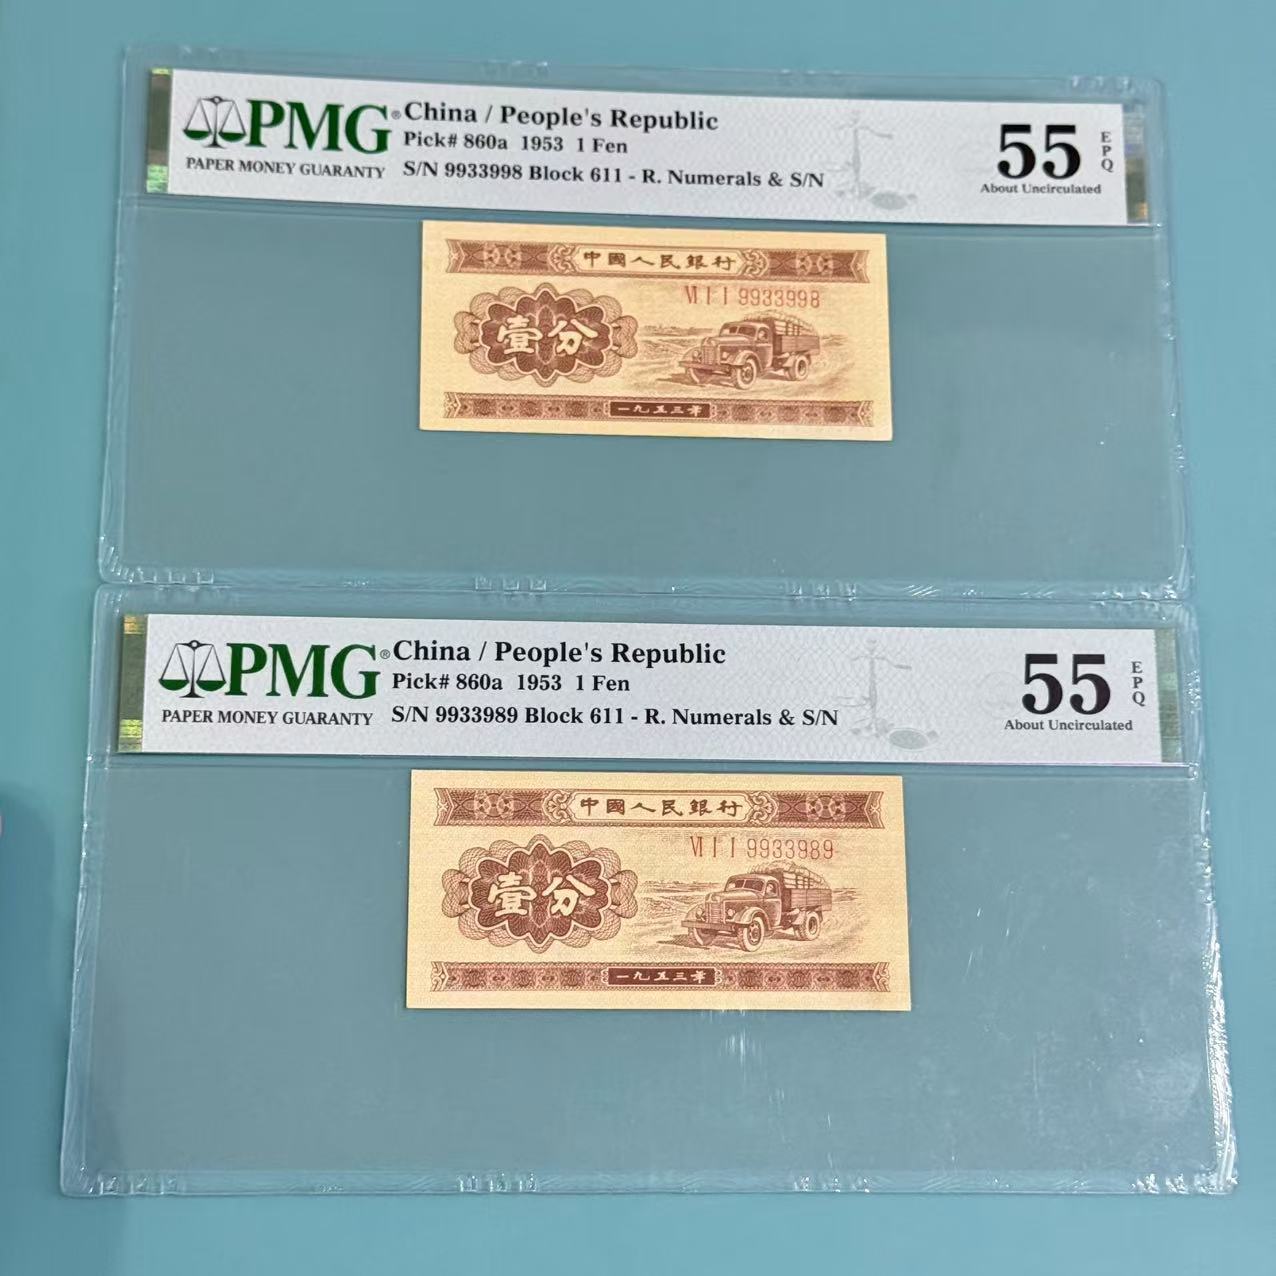 PMG®
PAPER MONEY GUARANTY
China / People's Republic
Pick# 860a 1953 1 Fen
S/N 9933998 Block 611 - R. Numerals & S/N
55
EPQ
About Uncirculated
中國人民銀行
VI I I 9933998
壹分
一九五三年
PMG®
PAPER MONEY GUARANTY
China / People's Republic
Pick# 860a 1953 1 Fen
S/N 9933989 Block 611 - R. Numerals & S/N
55
EPQ
About Uncirculated
中國人民銀行
VI I I 9933989
壹分
一九五三年